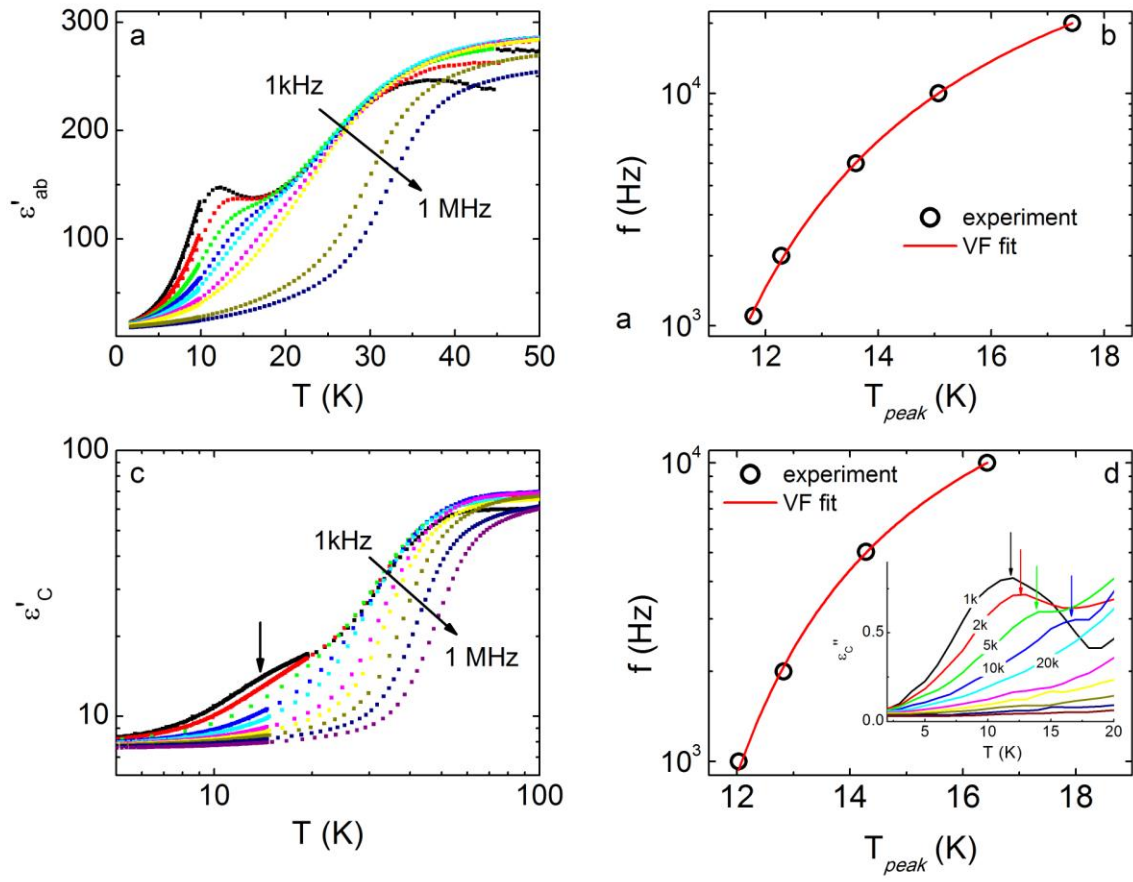 300
200
100
ε'ab
a
1kHz
1 MHz
0 10 20 30 40 50
T (K)
b
10⁴
10³
f (Hz)
experiment
VF fit
a
12 14 16 18
Tpeak (K)
c
100
10
ε'C
1kHz
1 MHz
10 100
T (K)
d
experiment
VF fit
10⁴
10³
f (Hz)
12 14 16 18
Tpeak (K)
0.5
0.0
εC''
1k
2k
5k
10k
20k
5 10 15 20
T (K)